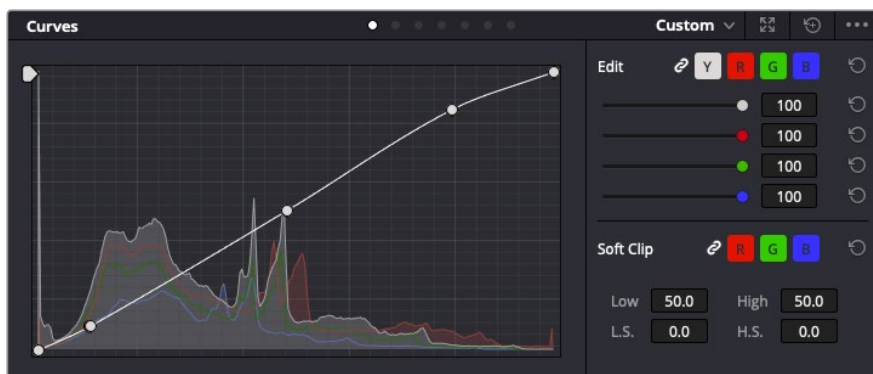 Curves Custom
Edit Y R G B
100
100
100
100
Soft Clip R G B
Low 50.0 High 50.0
L.S. 0.0 H.S. 0.0